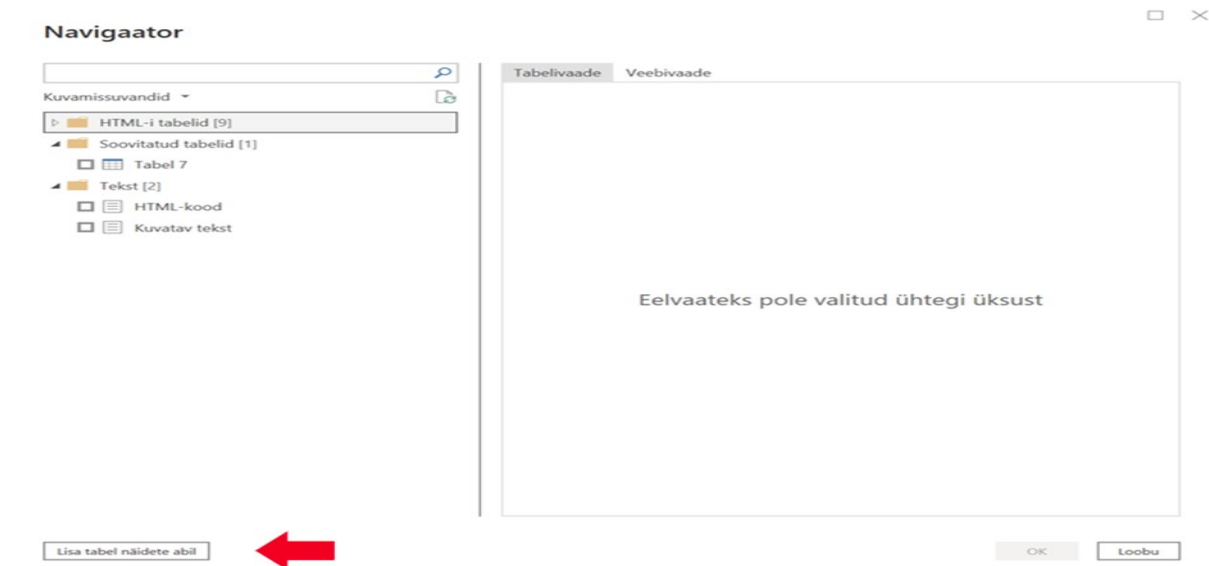 Navigaator
Tabelivaade Veebivaade
Kuvamissuvandid
HTML-i tabelid [9]
Soovitatud tabelid [1]
Tabel 7
Tekst [2]
HTML-kood
Kuvatav tekst
Eelvaateks pole valitud ühtegi üksust
Lisa tabel näidete abil
OK Loobu